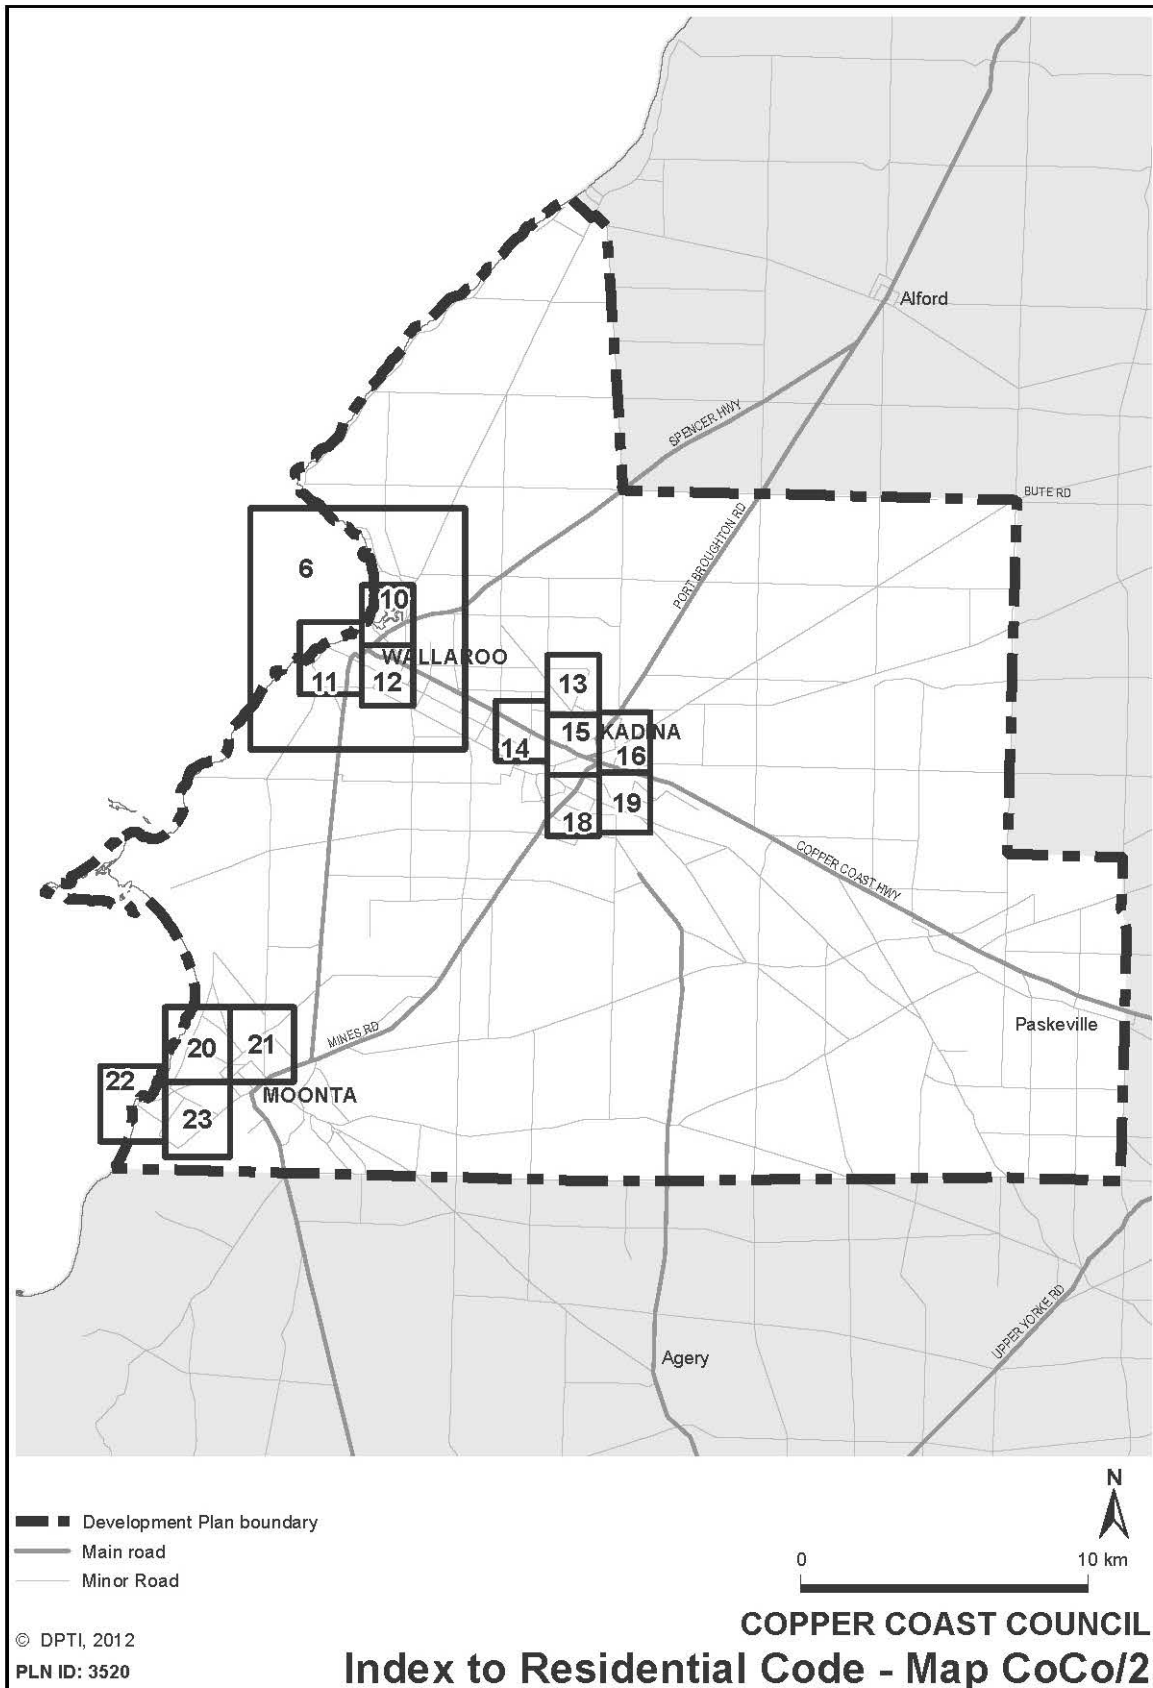 Alford
SPENCER HWY
BUTE RD
PORT BROUGHTON RD
6
10
WALLAROO
11
12
13
14
15
KADINA
16
18
19
COPPER COAST HWY
Paskeville
20
21
MINES RD
22
MOONTA
23
UPPER YORKE RD
Agery
N
Development Plan boundary
Main road
Minor Road
0 10 km
COPPER COAST COUNCIL
© DPTI, 2012
PLN ID: 3520
Index to Residential Code - Map CoCo/2